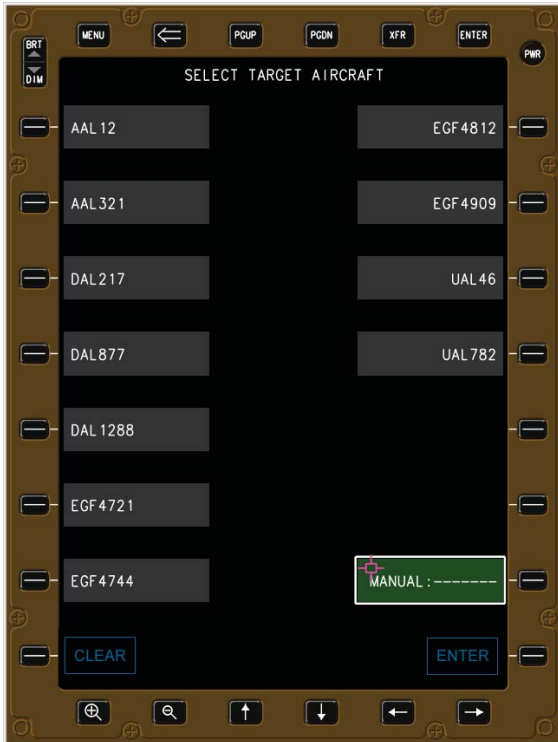 MENU PGUP PGDN XFR ENTER
BRT
DIM
PWR
SELECT TARGET AIRCRAFT
AAL12 EGF4812
AAL321 EGF4909
DAL217 UAL46
DAL877 UAL782
DAL1288
EGF4721
EGF4744 MANUAL:-------
CLEAR ENTER